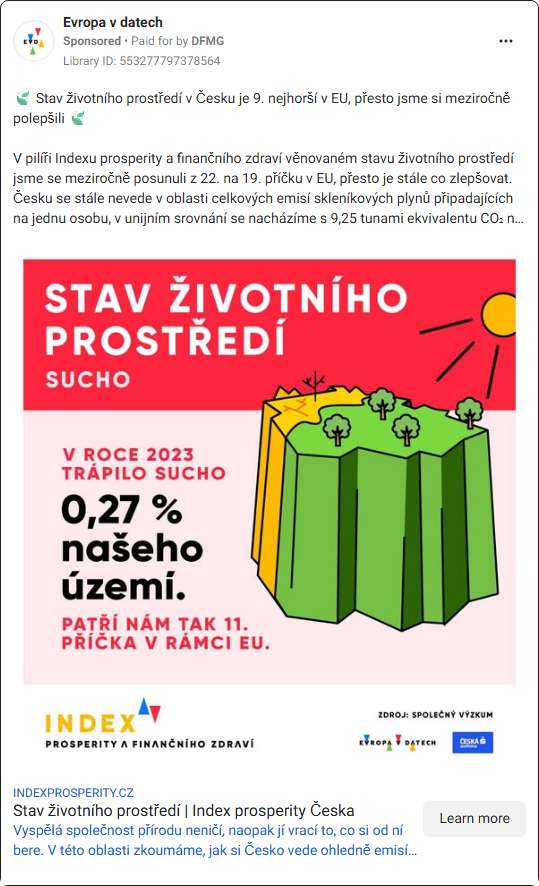 Evropa v datech
Sponsored • Paid for by DFMG
Library ID: 553277797378564
EVD
🌿 Stav životního prostředí v Česku je 9. nejhorší v EU, přesto jsme si meziročně
polepšili 🌿
V pilíři Indexu prosperity a finančního zdraví věnovaném stavu životního prostředí
jsme se meziročně posunuli z 22. na 19. příčku v EU, přesto je stále co zlepšovat.
Česku se stále nevede v oblasti celkových emisí skleníkových plynů připadajících
na jednu osobu, v unijním srovnání se nacházíme s 9,25 tunami ekvivalentu CO₂ n...
STAV ŽIVOTNÍHO
PROSTŘEDÍ
SUCHO
V ROCE 2023
TRÁPILO SUCHO
0,27 %
našeho
území.
PATŘÍ NÁM TAK 11.
PŘÍČKA V RÁMCI EU.
INDEX
PROSPERITY A FINANČNÍHO ZDRAVÍ
ZDROJ: SPOLEČNÝ VÝZKUM
EVROPA V DATECH
ČESKÁ
spořitelna
INDEXPROSPERITY.CZ
Stav životního prostředí | Index prosperity Česka
Vyspělá společnost přírodu neničí, naopak jí vrací to, co si od ní
bere. V této oblasti zkoumáme, jak si Česko vede ohledně emisí...
Learn more